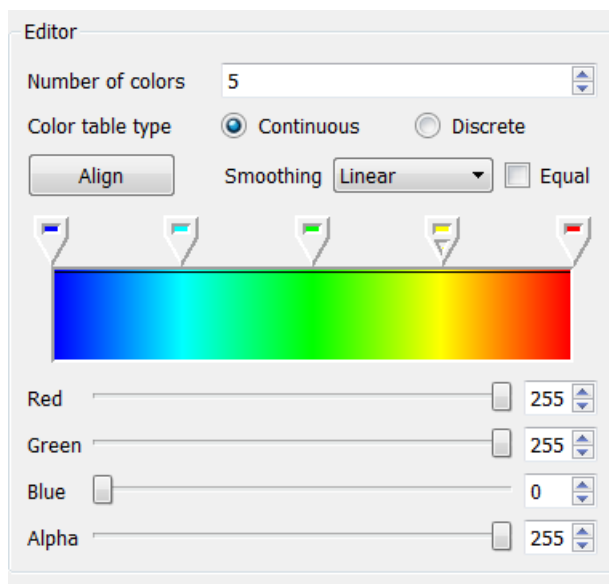 Editor
Number of colors 5
Color table type Continuous Discrete
Align Smoothing Linear Equal
Red 255
Green 255
Blue 0
Alpha 255